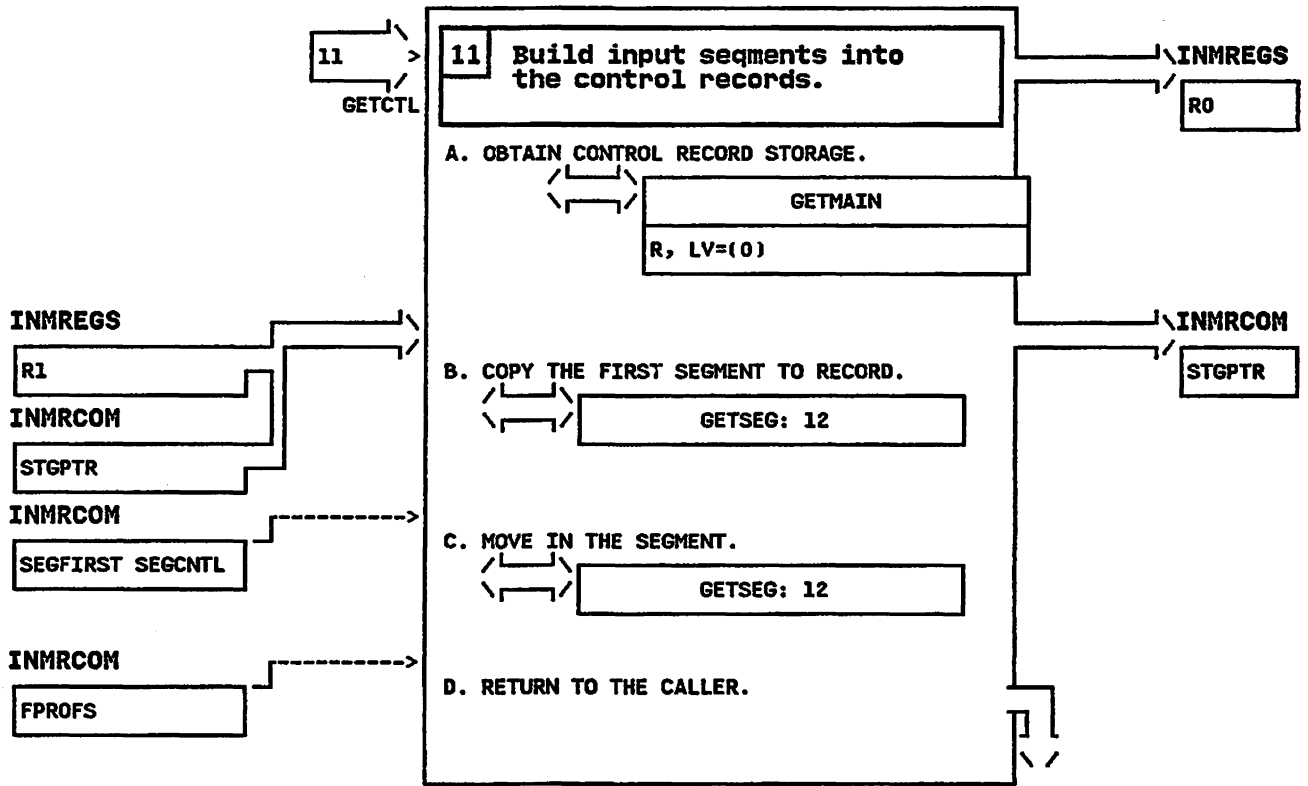 11
GETCTL
11 Build input seqments into
the control records.
INMREGS
R0
A. OBTAIN CONTROL RECORD STORAGE.
GETMAIN
R, LV=(0)
INMREGS
R1
INMRCOM
STGPTR
INMRCOM
STGPTR
B. COPY THE FIRST SEGMENT TO RECORD.
GETSEG: 12
INMRCOM
SEGFIRST SEGCNTL
C. MOVE IN THE SEGMENT.
GETSEG: 12
INMRCOM
FPROFS
D. RETURN TO THE CALLER.